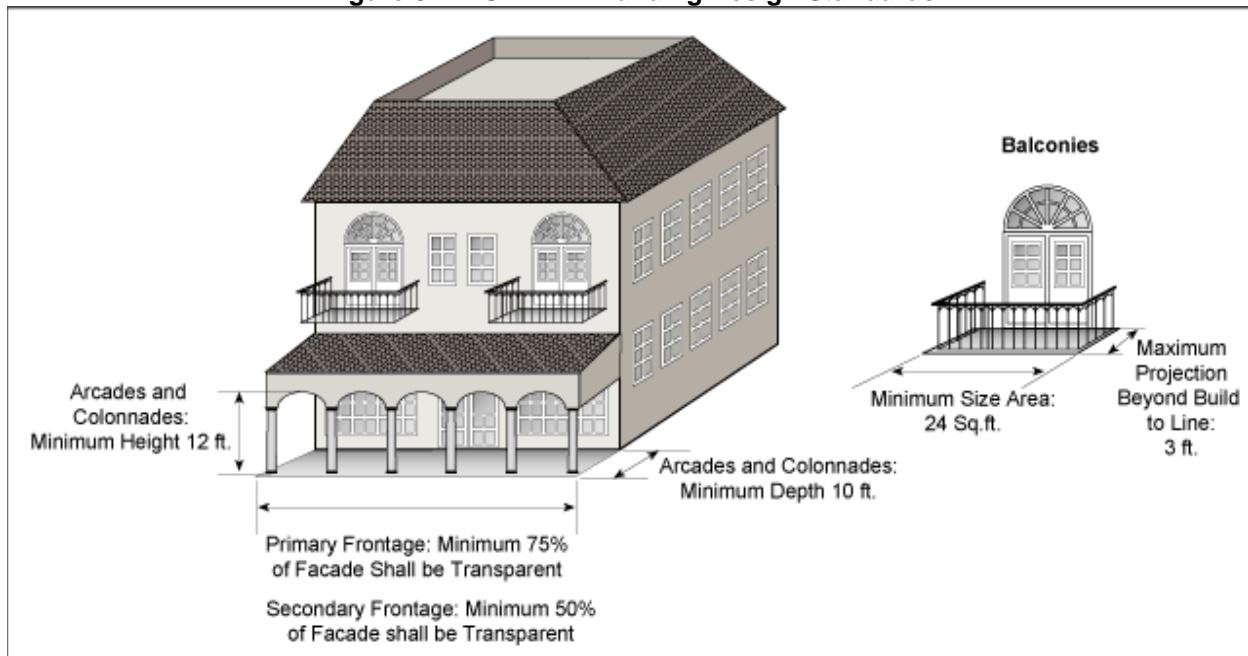 Design Standards
Balconies
Arcades and
Colonnades:
Minimum Height 12 ft.
Arcades and Colonnades:
Minimum Depth 10 ft.
Primary Frontage: Minimum 75%
of Facade Shall be Transparent
Secondary Frontage: Minimum 50%
of Facade shall be Transparent
Minimum Size Area:
24 Sq.ft.
Maximum
Projection
Beyond Build
to Line:
3 ft.